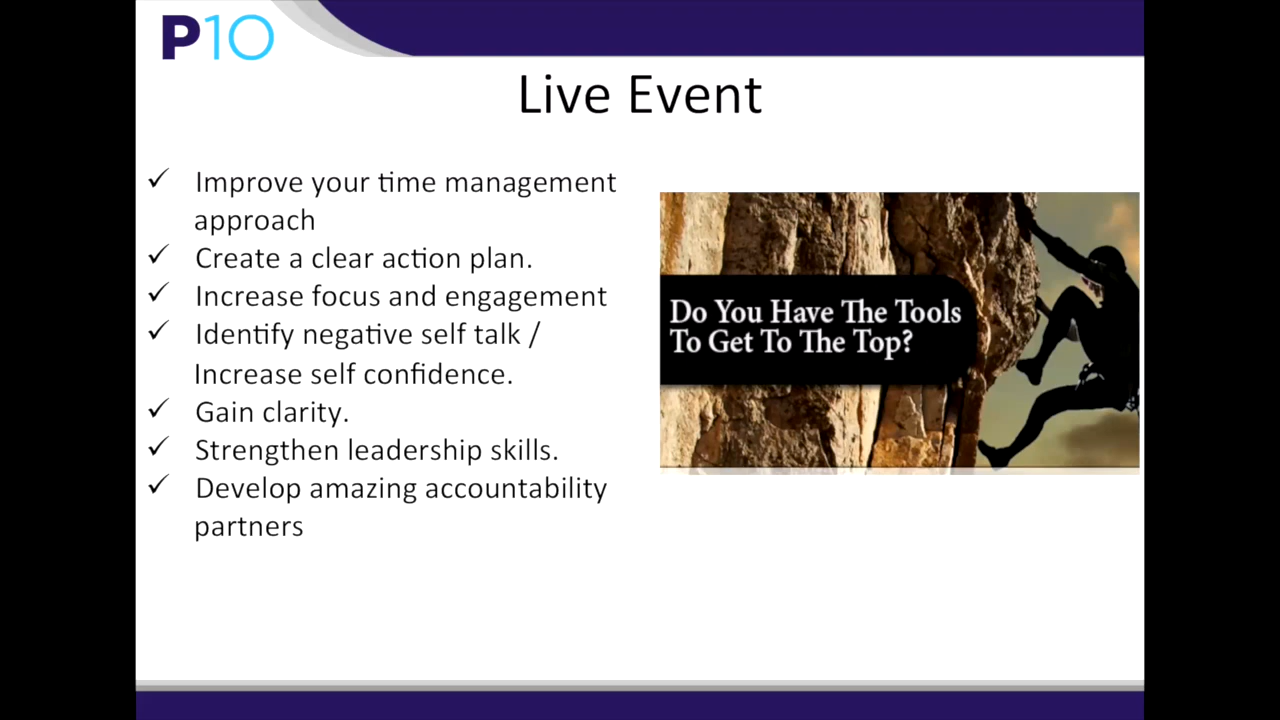 P10
Live Event
✓ Improve your time management
approach
✓ Create a clear action plan.
✓ Increase focus and engagement
✓ Identify negative self talk /
Increase self confidence.
✓ Gain clarity.
✓ Strengthen leadership skills.
✓ Develop amazing accountability
partners
Do You Have The Tools
To Get To The Top?